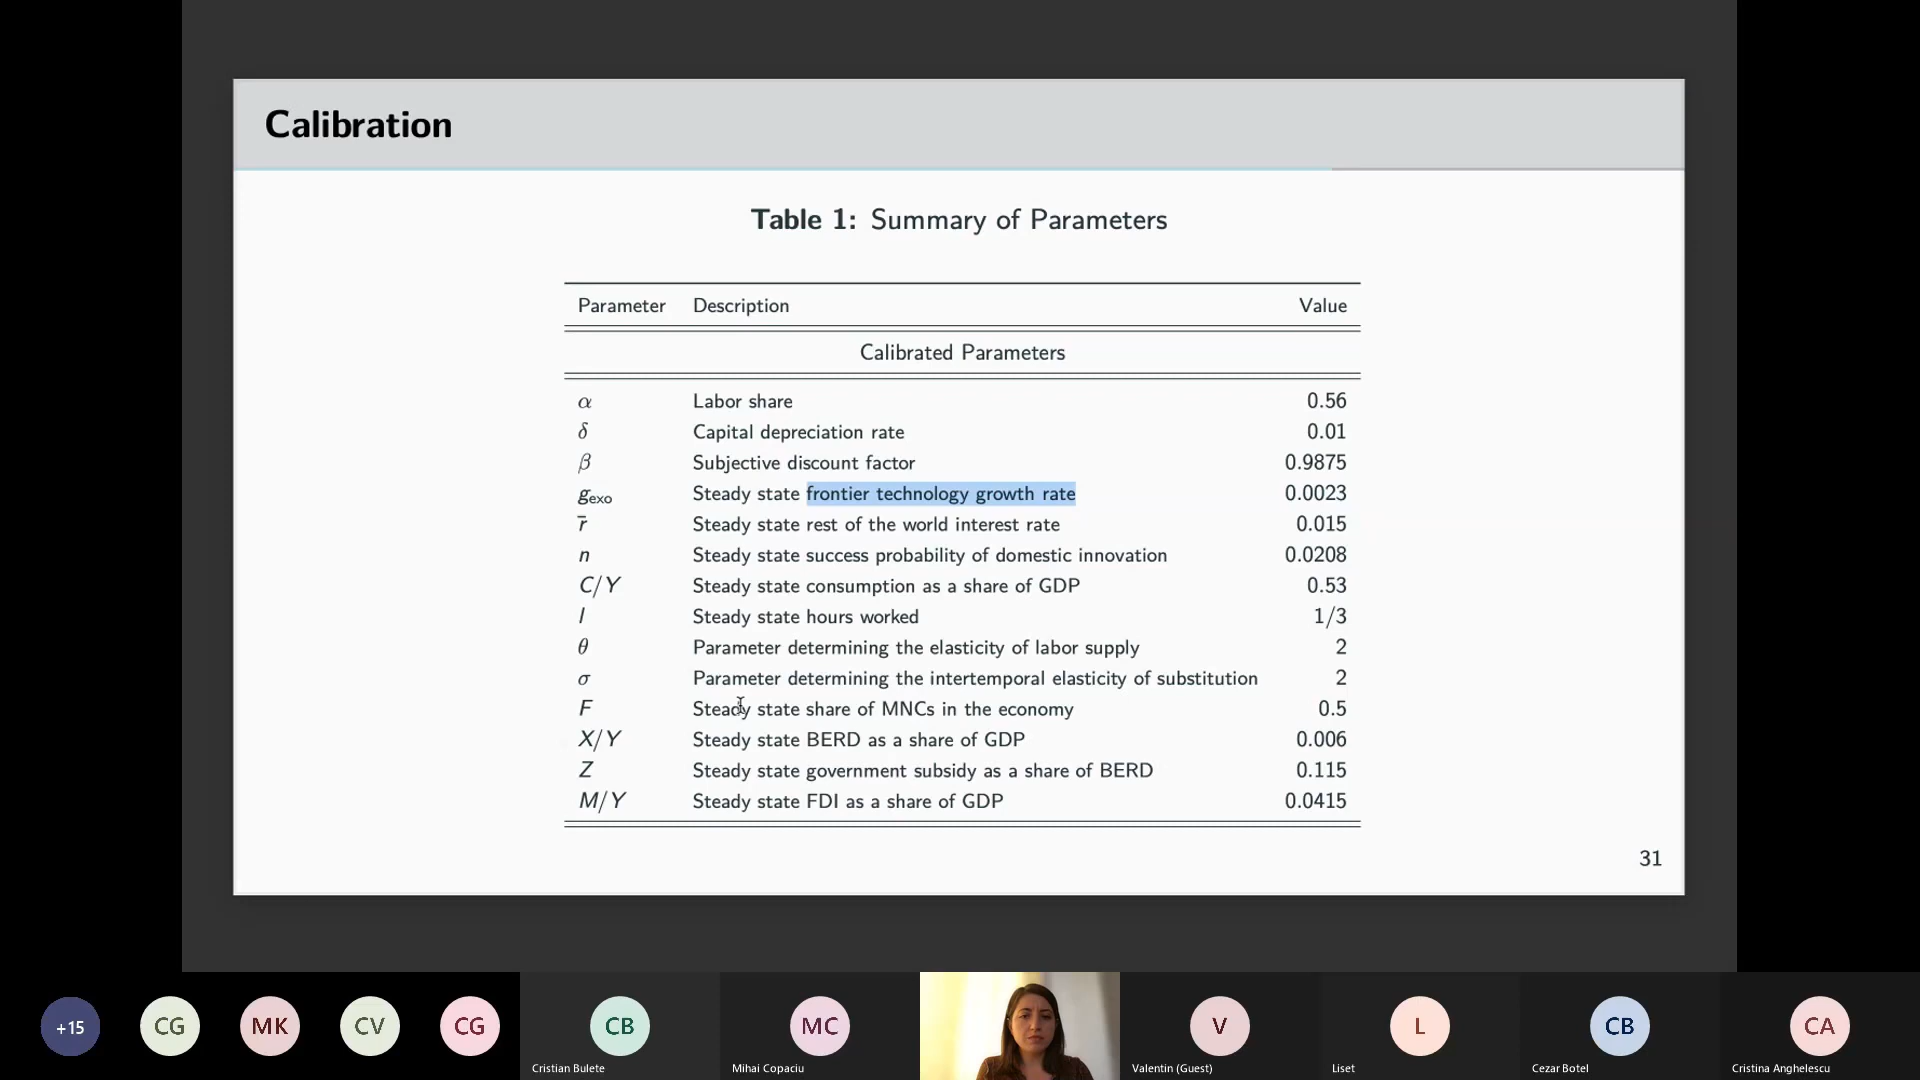 Calibration
Table 1: Summary of Parameters
Parameter Description Value
Calibrated Parameters
α Labor share 0.56
δ Capital depreciation rate 0.01
β Subjective discount factor 0.9875
g_exo Steady state frontier technology growth rate 0.0023
r̄ Steady state rest of the world interest rate 0.015
n Steady state success probability of domestic innovation 0.0208
C/Y Steady state consumption as a share of GDP 0.53
l Steady state hours worked 1/3
θ Parameter determining the elasticity of labor supply 2
σ Parameter determining the intertemporal elasticity of substitution 2
F Steady state share of MNCs in the economy 0.5
X/Y Steady state BERD as a share of GDP 0.006
Z Steady state government subsidy as a share of BERD 0.115
M/Y Steady state FDI as a share of GDP 0.0415
31
+15 CG MK CV CG CB MC V L CB CA
Cristian Bulete Mihai Copaciu Valentin (Guest) Liset Cezar Botel Cristina Anghelescu